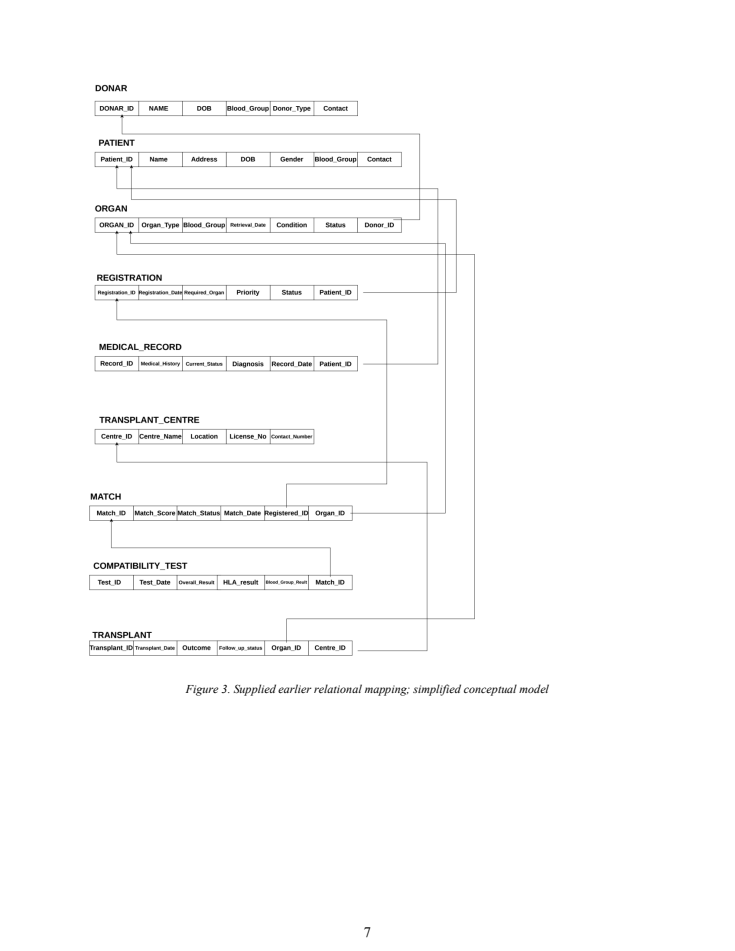 DONAR
DONAR_ID NAME DOB Blood_Group Donor_Type Contact
PATIENT
Patient_ID Name Address DOB Gender Blood_Group Contact
ORGAN
ORGAN_ID Organ_Type Blood_Group Retrieval_Date Condition Status Donor_ID
REGISTRATION
Registration_ID Registration_Date Required_Organ Priority Status Patient_ID
MEDICAL_RECORD
Record_ID Medical_History Current_Status Diagnosis Record_Date Patient_ID
TRANSPLANT_CENTRE
Centre_ID Centre_Name Location License_No Contact_Number
MATCH
Match_ID Match_Score Match_Status Match_Date Registered_ID Organ_ID
COMPATIBILITY_TEST
Test_ID Test_Date Overall_Result HLA_result Blood_Group_Reult Match_ID
TRANSPLANT
Transplant_ID Transplant_Date Outcome Follow_up_status Organ_ID Centre_ID
Figure 3. Supplied earlier relational mapping; simplified conceptual model
7